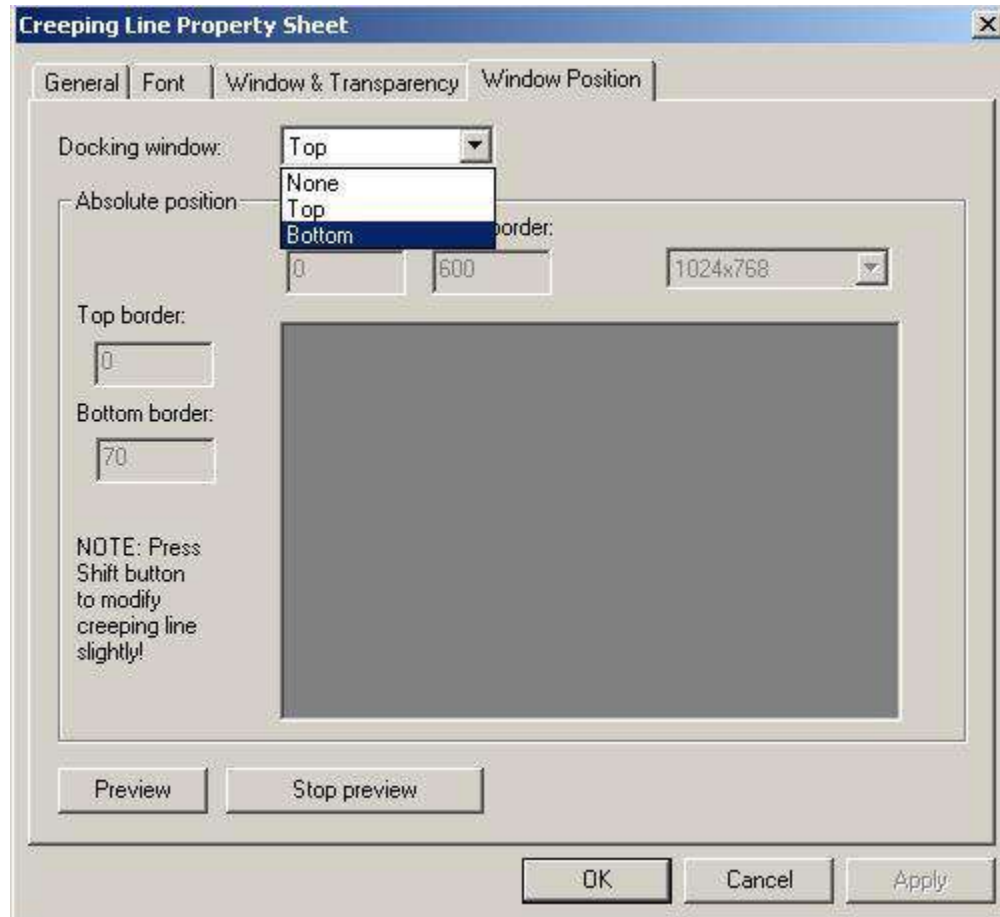 Creeping Line Property Sheet
General Font Window & Transparency Window Position
Docking window: Top
None
Absolute position
Top
Bottom
order:
0 600 1024x768
Top border:
0
Bottom border:
70
NOTE: Press
Shift button
to modify
creeping line
slightly!
Preview Stop preview
OK Cancel Apply